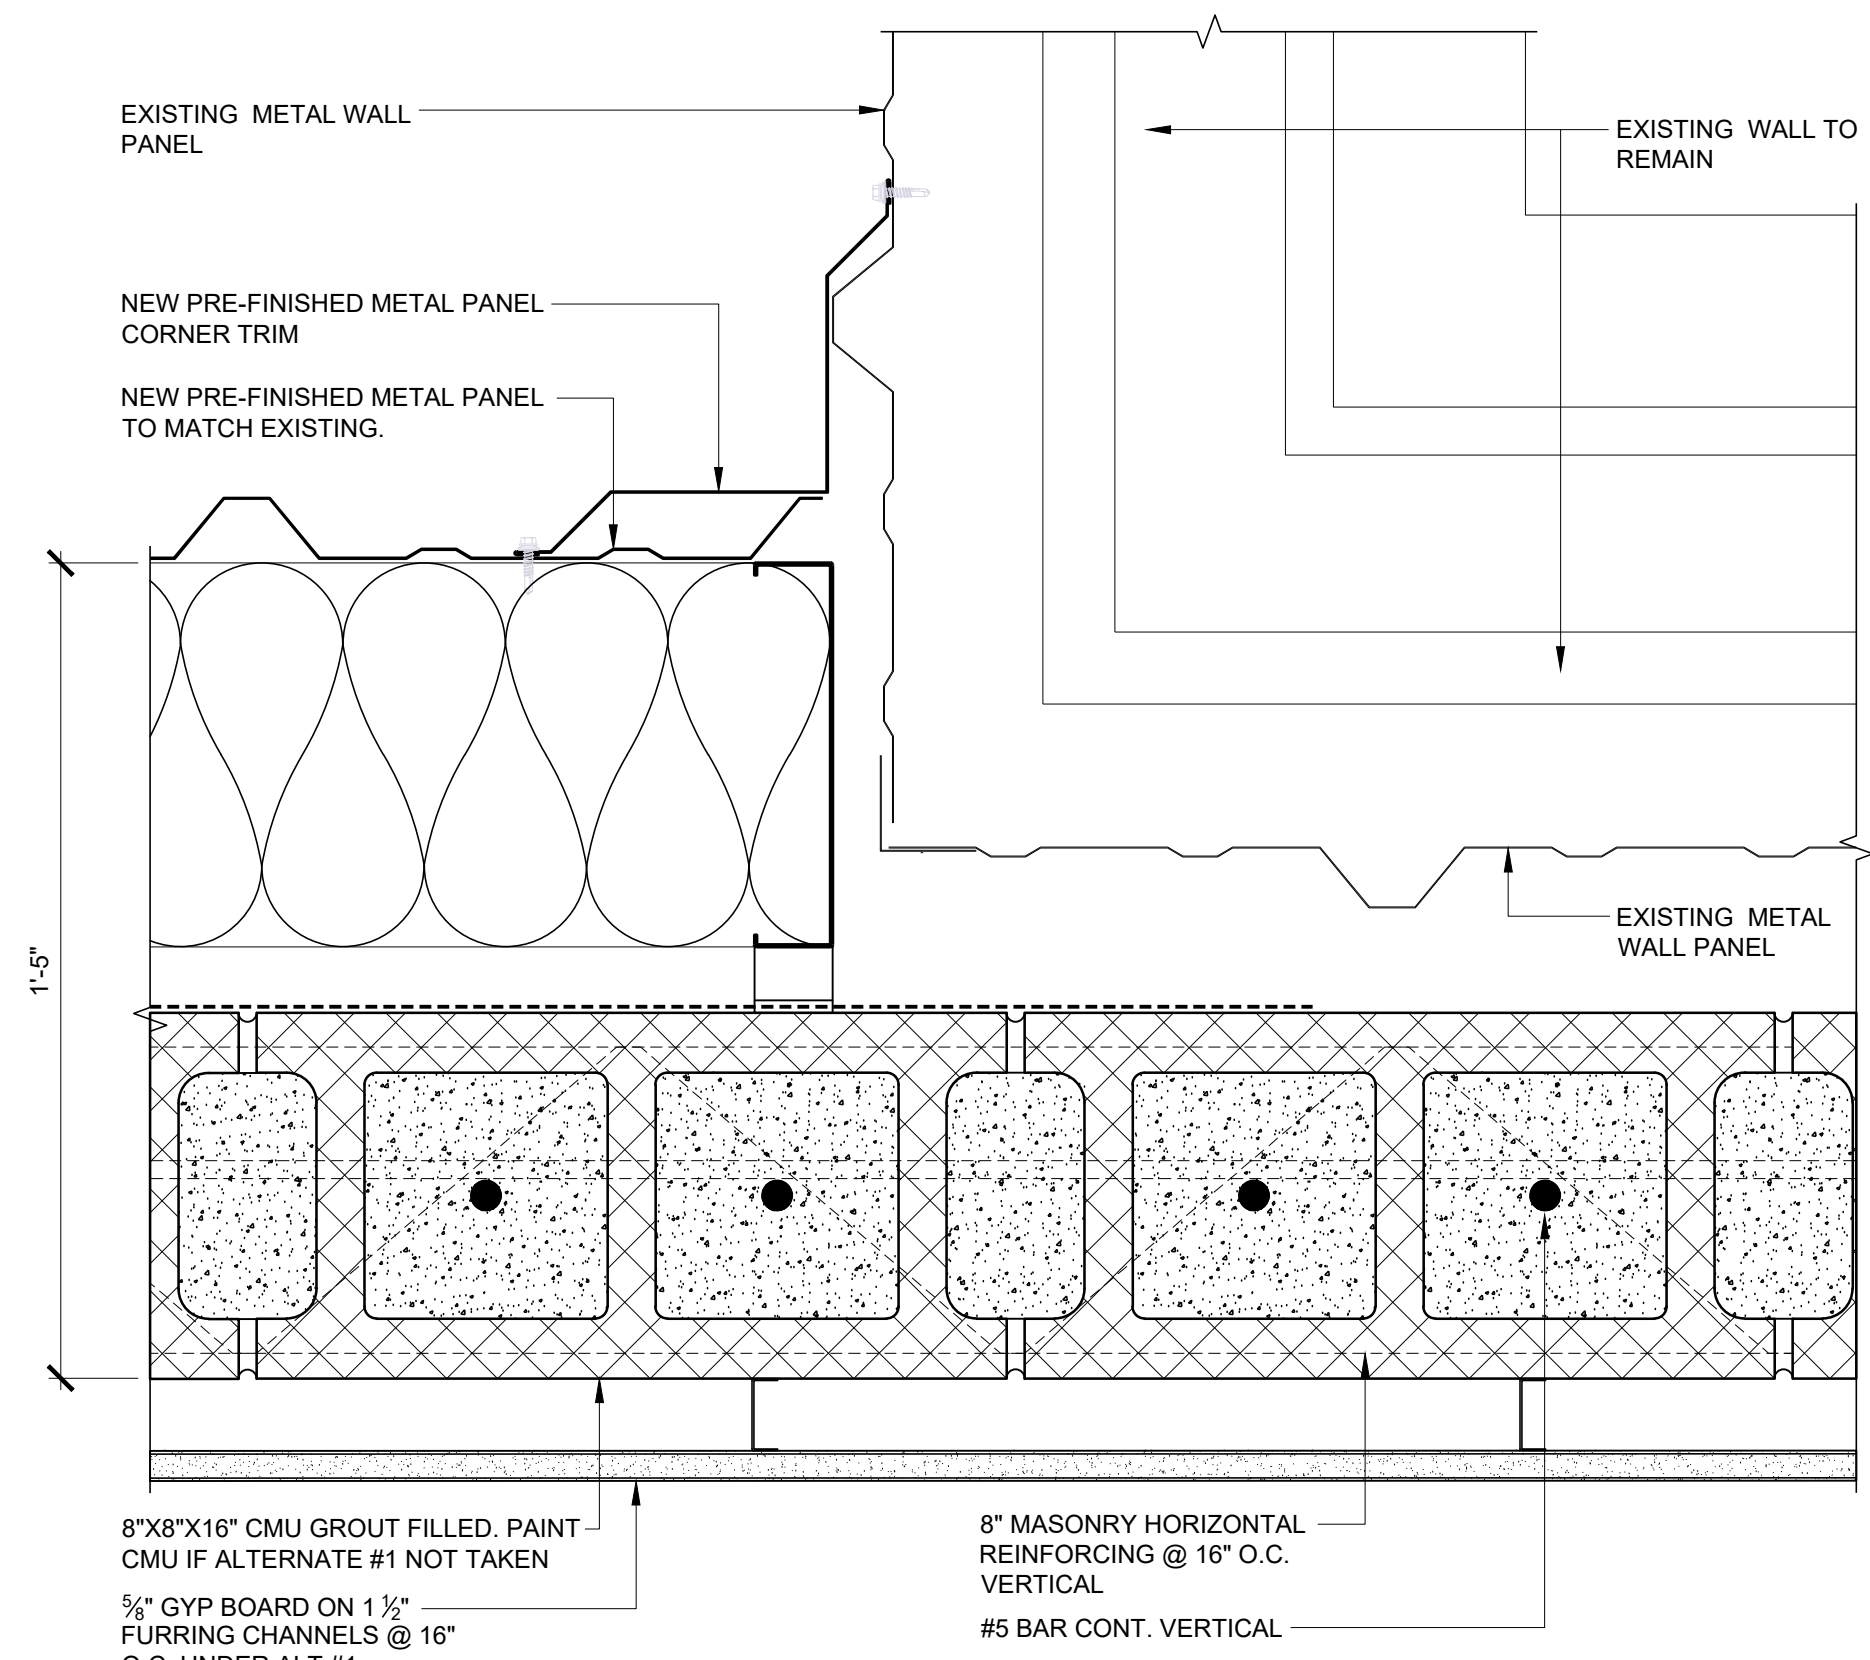 EXISTING  METAL WALL
PANEL
EXISTING  WALL TO
REMAIN
NEW PRE-FINISHED METAL PANEL
CORNER TRIM
NEW PRE-FINISHED METAL PANEL
TO MATCH EXISTING.
EXISTING  METAL
WALL PANEL
1'-5"
8"X8"X16" CMU GROUT FILLED. PAINT
CMU IF ALTERNATE #1 NOT TAKEN
⅝" GYP BOARD ON 1 ½"
FURRING CHANNELS @ 16"
O.C. UNDER ALT #1
8" MASONRY HORIZONTAL
REINFORCING @ 16" O.C.
VERTICAL
#5 BAR CONT. VERTICAL